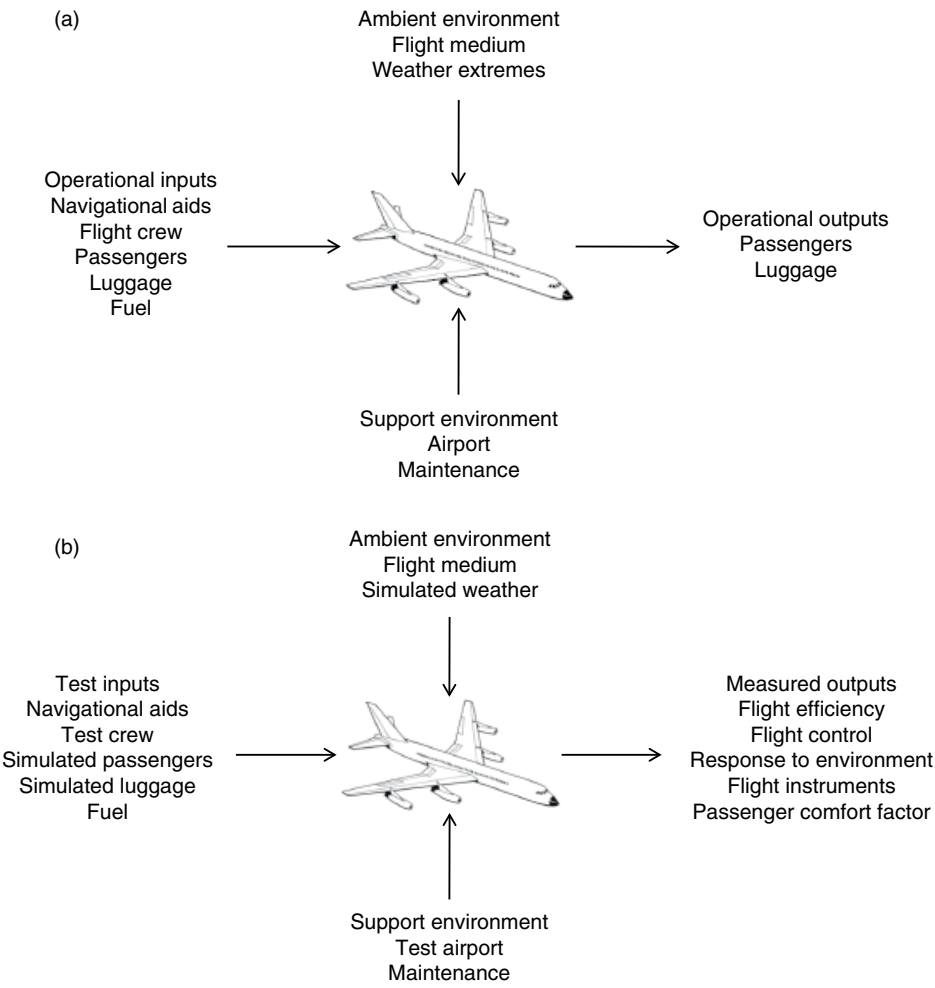 (a)
Ambient environment
Flight medium
Weather extremes
Operational inputs
Navigational aids
Flight crew
Passengers
Luggage
Fuel
Operational outputs
Passengers
Luggage
Support environment
Airport
Maintenance
(b)
Ambient environment
Flight medium
Simulated weather
Test inputs
Navigational aids
Test crew
Simulated passengers
Simulated luggage
Fuel
Measured outputs
Flight efficiency
Flight control
Response to environment
Flight instruments
Passenger comfort factor
Support environment
Test airport
Maintenance